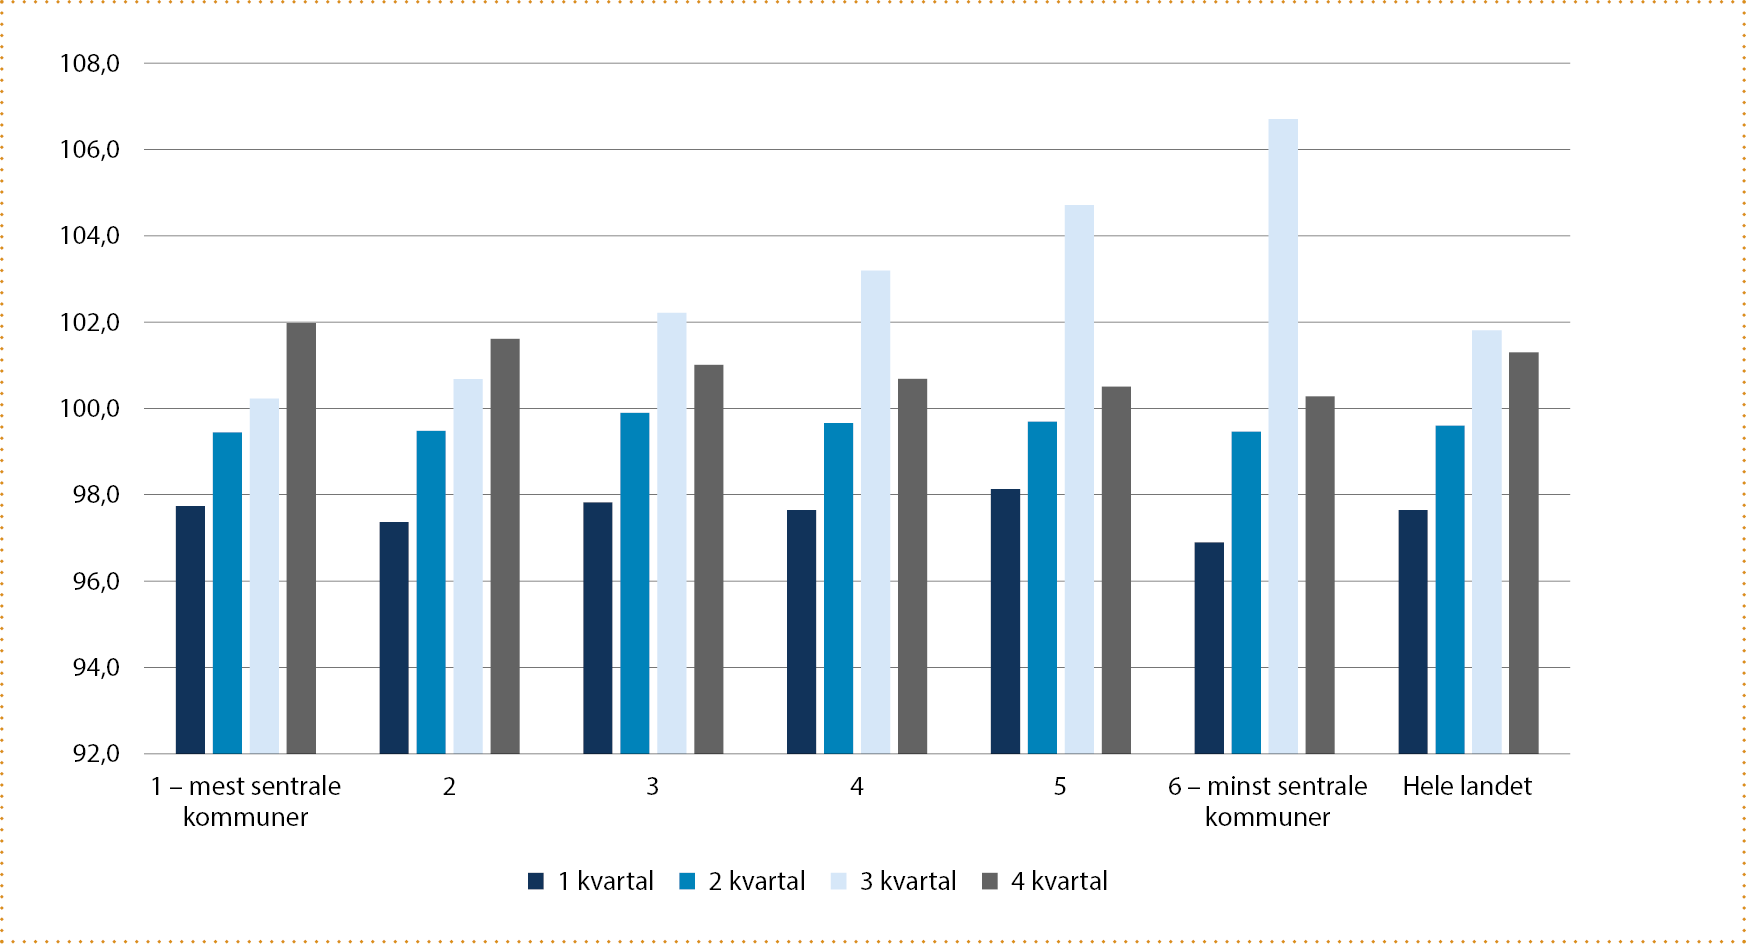 108,0
106,0
104,0
102,0
100,0
98,0
96,0
94,0
92,0
1 – mest sentrale
kommuner
2
3
4
5
6 – minst sentrale
kommuner
Hele landet
1 kvartal
2 kvartal
3 kvartal
4 kvartal